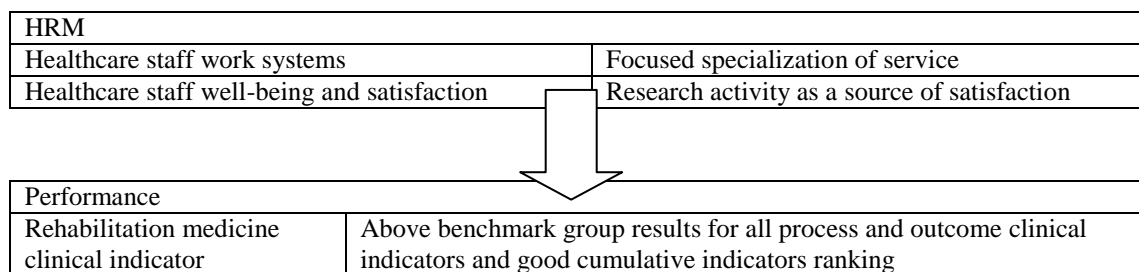 HRM
Healthcare staff work systems
Focused specialization of service
Healthcare staff well-being and satisfaction
Research activity as a source of satisfaction
Performance
Rehabilitation medicine
clinical indicator
Above benchmark group results for all process and outcome clinical
indicators and good cumulative indicators ranking